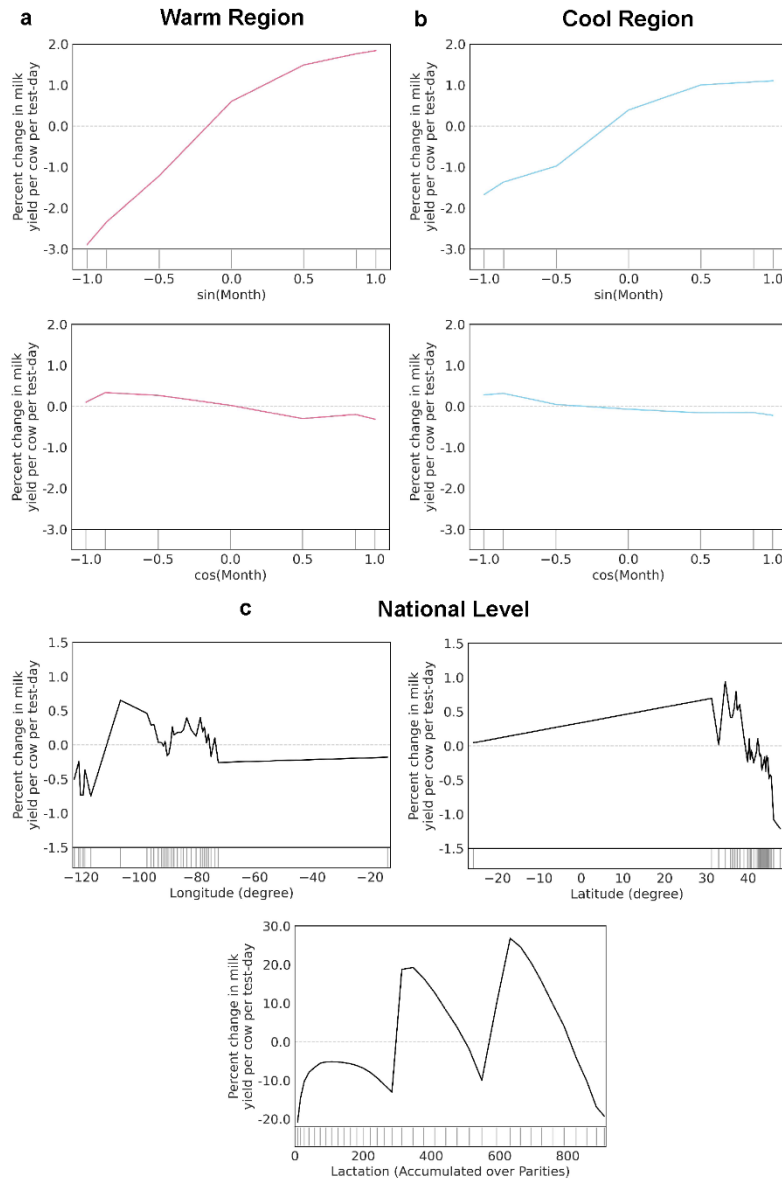 a Warm Region
b Cool Region
Percent change in milk
yield per cow per test-day
2.0
1.0
0.0
-1.0
-2.0
-3.0
−1.0 −0.5 0.0 0.5 1.0
sin(Month)
Percent change in milk
yield per cow per test-day
2.0
1.0
0.0
-1.0
-2.0
-3.0
−1.0 −0.5 0.0 0.5 1.0
sin(Month)
Percent change in milk
yield per cow per test-day
2.0
1.0
0.0
-1.0
-2.0
-3.0
−1.0 −0.5 0.0 0.5 1.0
cos(Month)
Percent change in milk
yield per cow per test-day
2.0
1.0
0.0
-1.0
-2.0
-3.0
−1.0 −0.5 0.0 0.5 1.0
cos(Month)
c National Level
Percent change in milk
yield per cow per test-day
1.5
1.0
0.5
0.0
-0.5
-1.0
-1.5
−120 −100 −80 −60 −40 −20
Longitude (degree)
Percent change in milk
yield per cow per test-day
1.5
1.0
0.5
0.0
-0.5
-1.0
-1.5
−20 −10 0 10 20 30 40
Latitude (degree)
Percent change in milk
yield per cow per test-day
30.0
20.0
10.0
0.0
-10.0
-20.0
0 200 400 600 800
Lactation (Accumulated over Parities)